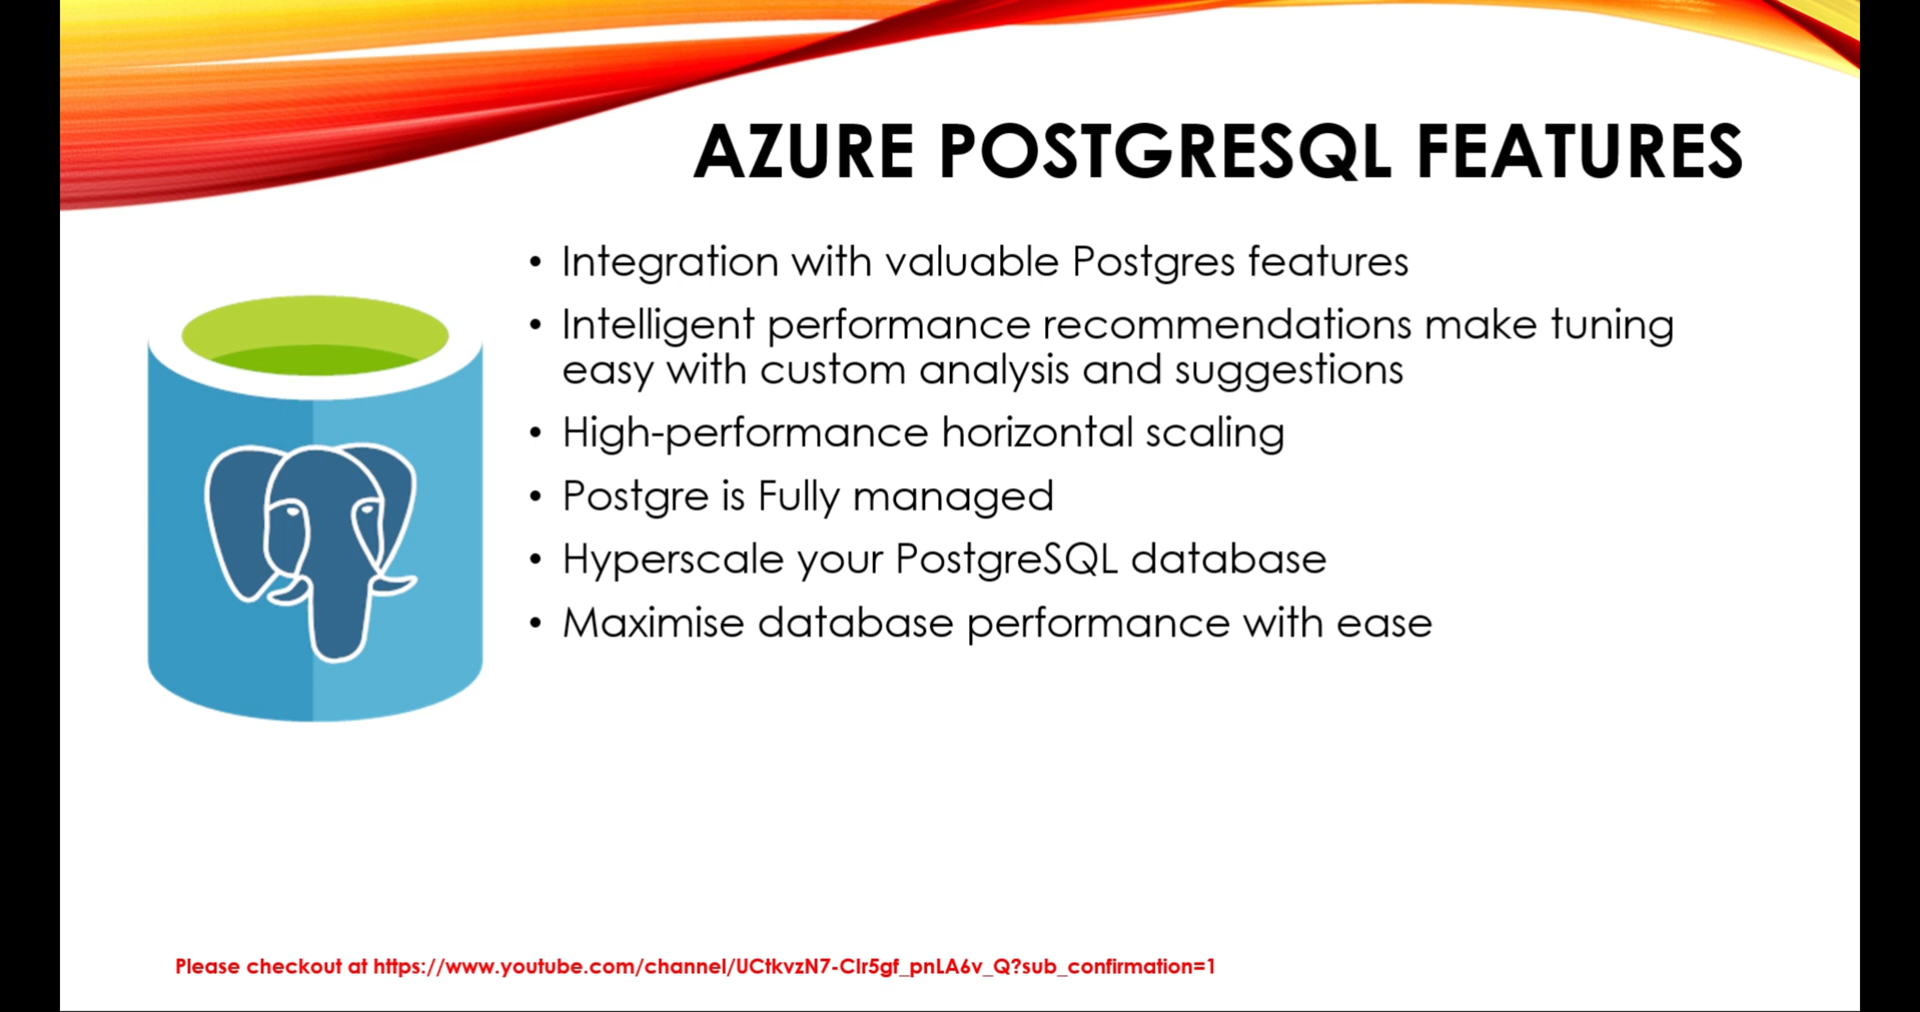 AZURE POSTGRESQL FEATURES
• Integration with valuable Postgres features
• Intelligent performance recommendations make tuning
easy with custom analysis and suggestions
• High-performance horizontal scaling
• Postgre is Fully managed
• Hyperscale your PostgreSQL database
• Maximise database performance with ease
Please checkout at https://www.youtube.com/channel/UCtkvzN7-CIr5gf_pnLA6v_Q?sub_confirmation=1